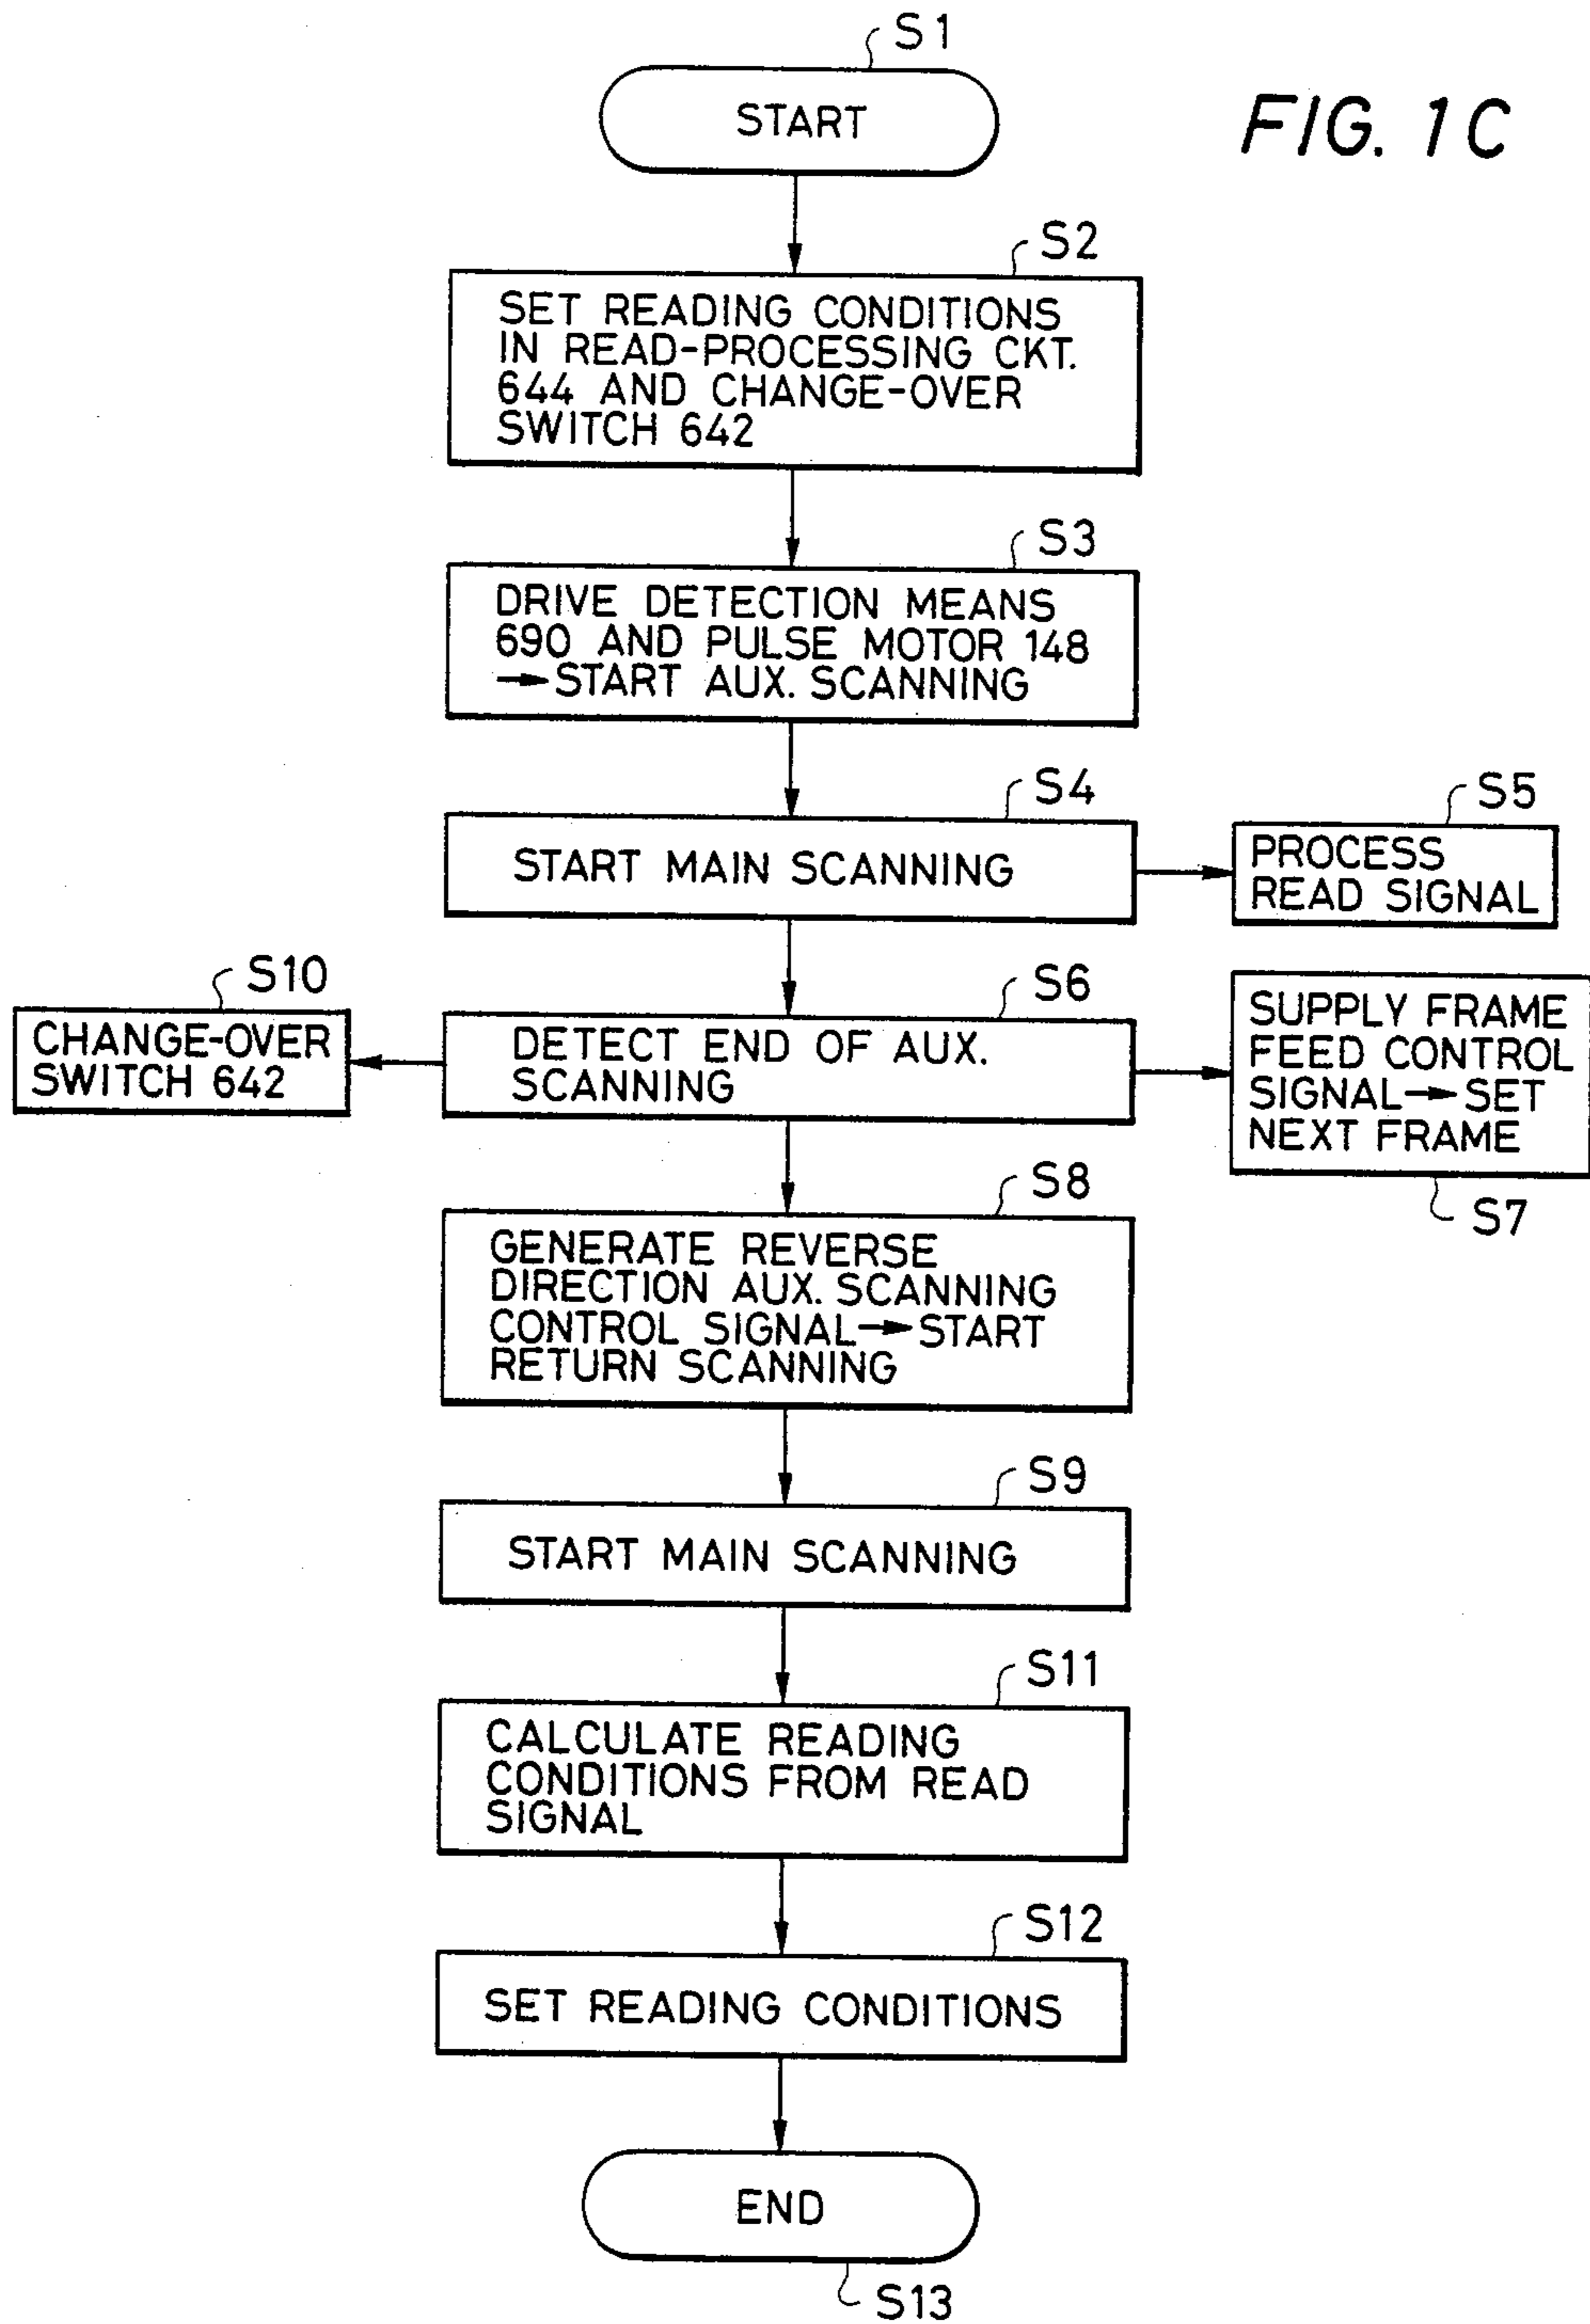 S1
START
FIG. 1C
S2
SET READING CONDITIONS
IN READ-PROCESSING CKT.
644 AND CHANGE-OVER
SWITCH 642
S3
DRIVE DETECTION MEANS
690 AND PULSE MOTOR 148
→START AUX. SCANNING
S4
START MAIN SCANNING
S5
PROCESS
READ SIGNAL
S10
CHANGE-OVER
SWITCH 642
S6
DETECT END OF AUX.
SCANNING
SUPPLY FRAME
FEED CONTROL
SIGNAL→SET
NEXT FRAME
S7
S8
GENERATE REVERSE
DIRECTION AUX. SCANNING
CONTROL SIGNAL→START
RETURN SCANNING
S9
START MAIN SCANNING
S11
CALCULATE READING
CONDITIONS FROM READ
SIGNAL
S12
SET READING CONDITIONS
END
S13